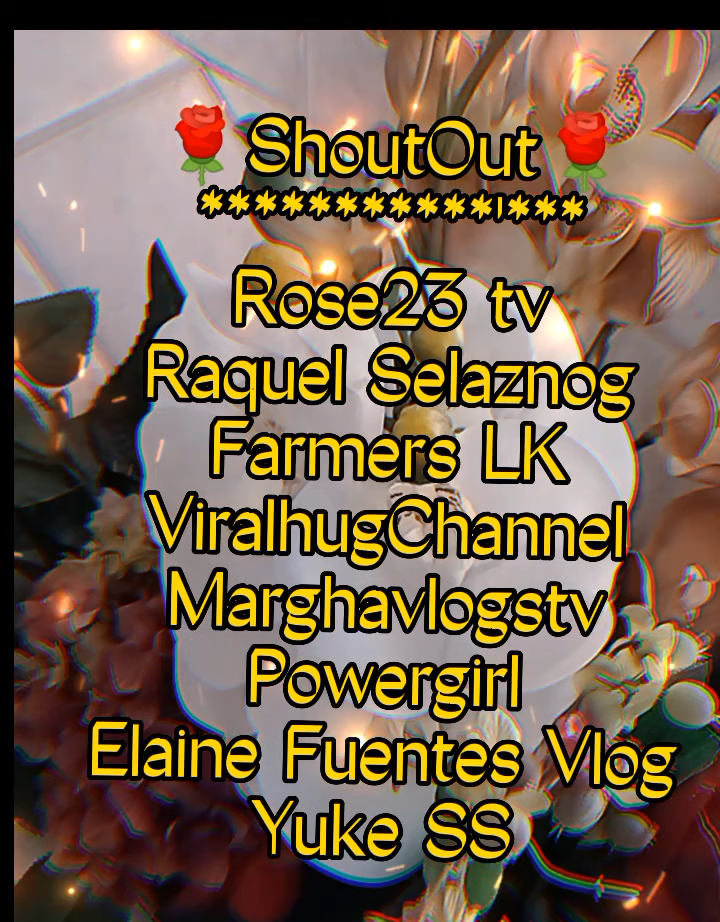 🌹 ShoutOut 🌹
***********|***
Rose23 tv
Raquel Selaznog
Farmers LK
ViralhugChannel
Marghavlogstv
Powergirl
Elaine Fuentes Vlog
Yuke SS